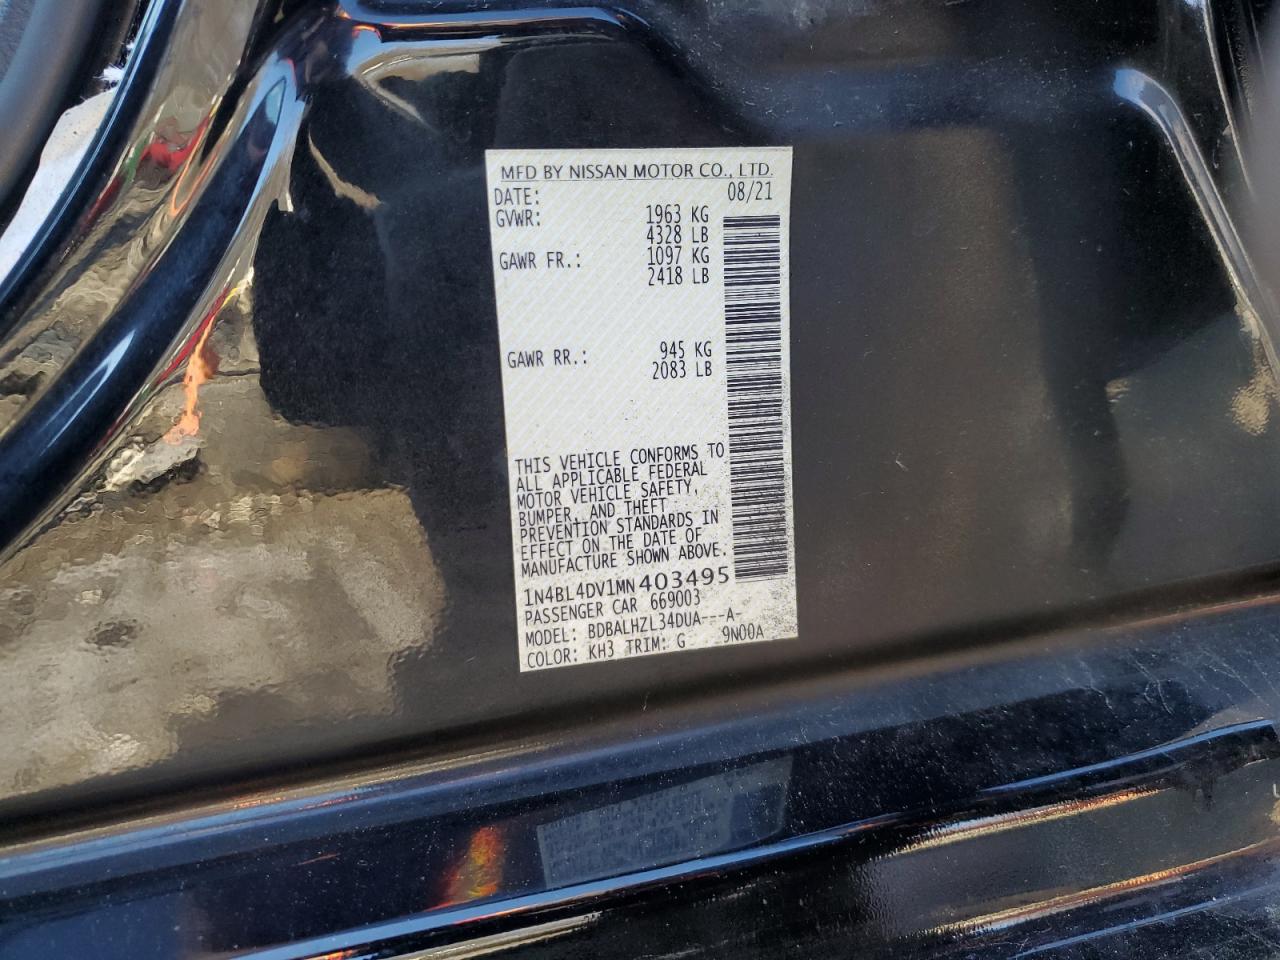 MFD BY NISSAN MOTOR CO., LTD.
DATE: 08/21
GVWR: 1963 KG
4328 LB
GAWR FR.: 1097 KG
2418 LB
GAWR RR.: 945 KG
2083 LB
THIS VEHICLE CONFORMS TO
ALL APPLICABLE FEDERAL
MOTOR VEHICLE SAFETY,
BUMPER, AND THEFT
PREVENTION STANDARDS IN
EFFECT ON THE DATE OF
MANUFACTURE SHOWN ABOVE.
1N4BL4DV1MN403495
PASSENGER CAR 669003
MODEL: BDBALHZL34DUA---A-
COLOR: KH3 TRIM: G 9N00A